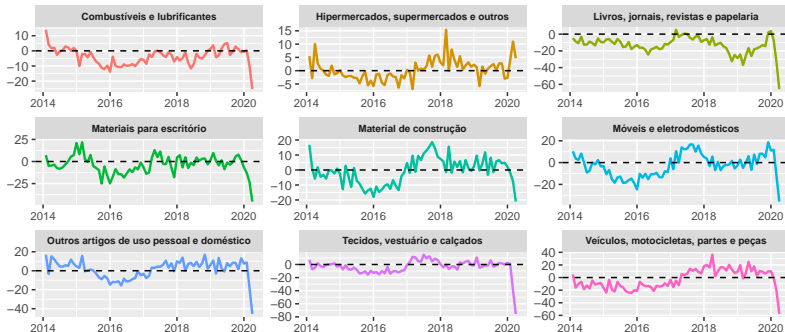 Combustíveis e lubrificantes
10
0
−10
−20
2014 2016 2018 2020
Hipermercados, supermercados e outros
15
10
5
0
−5
2014 2016 2018 2020
Livros, jornais, revistas e papelaria
0
−20
−40
−60
2014 2016 2018 2020
Materiais para escritório
25
0
−25
2014 2016 2018 2020
Material de construção
20
10
0
−10
−20
2014 2016 2018 2020
Móveis e eletrodomésticos
20
0
−20
2014 2016 2018 2020
Outros artigos de uso pessoal e doméstico
20
0
−20
−40
2014 2016 2018 2020
Tecidos, vestuário e calçados
0
−20
−40
−60
−80
2014 2016 2018 2020
Veículos, motocicletas, partes e peças
40
20
0
−20
−40
−60
2014 2016 2018 2020